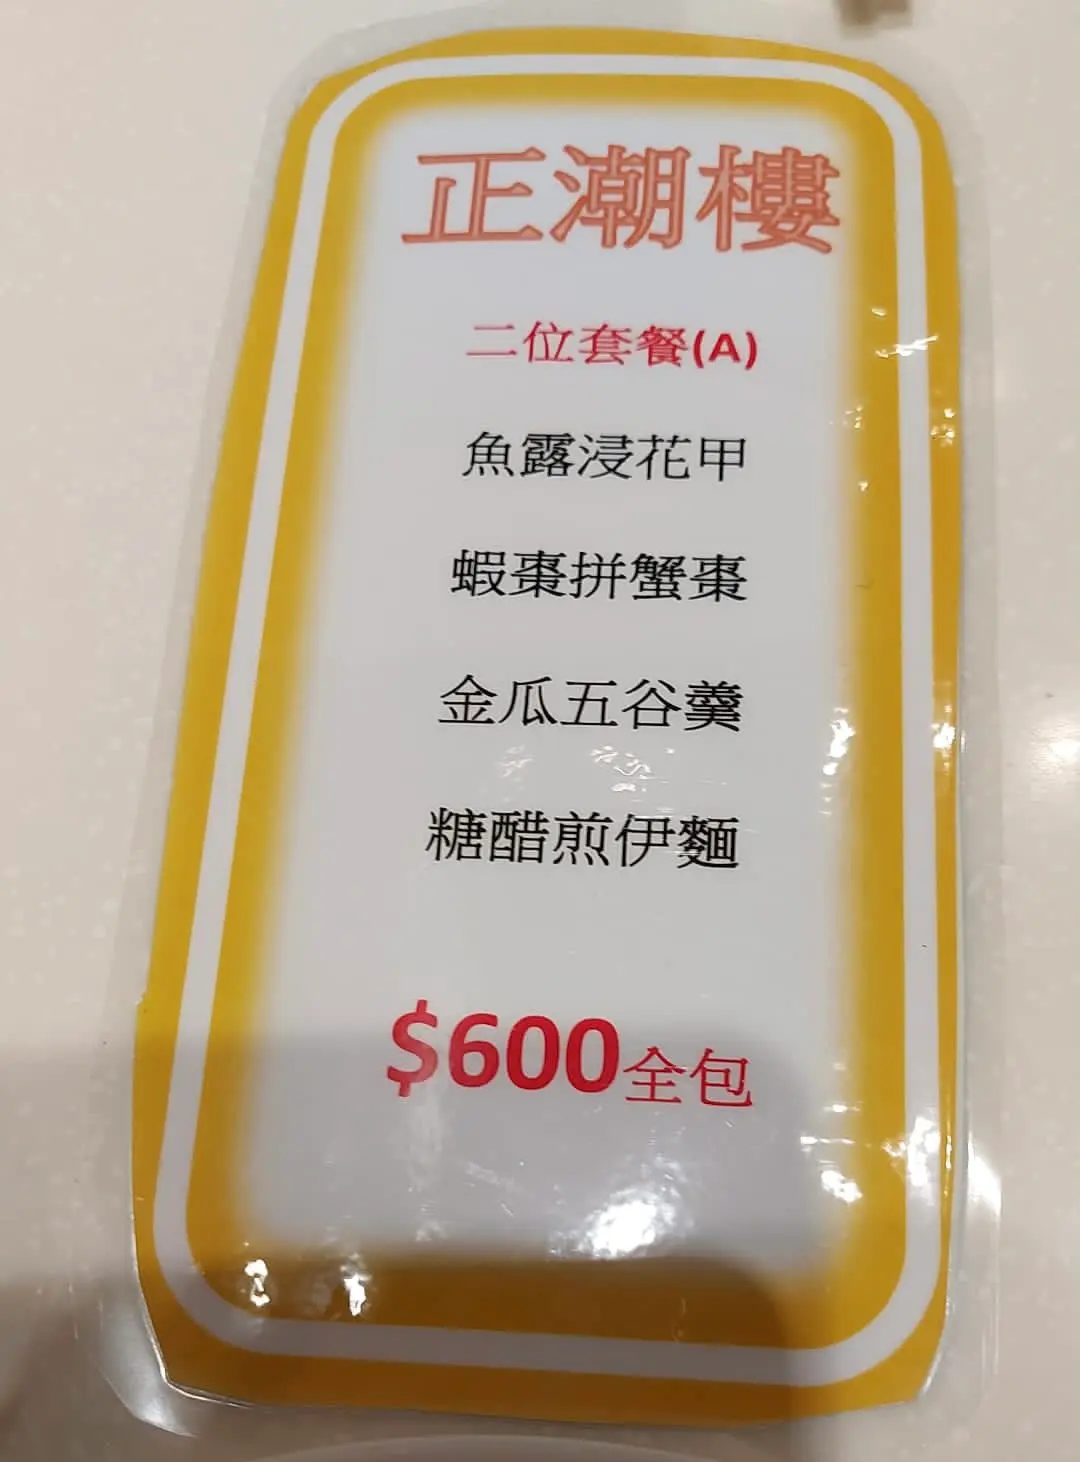 正潮樓
二位套餐(A)
魚露浸花甲
蝦棗拼蟹棗
金瓜五谷羹
糖醋煎伊麵
$600全包